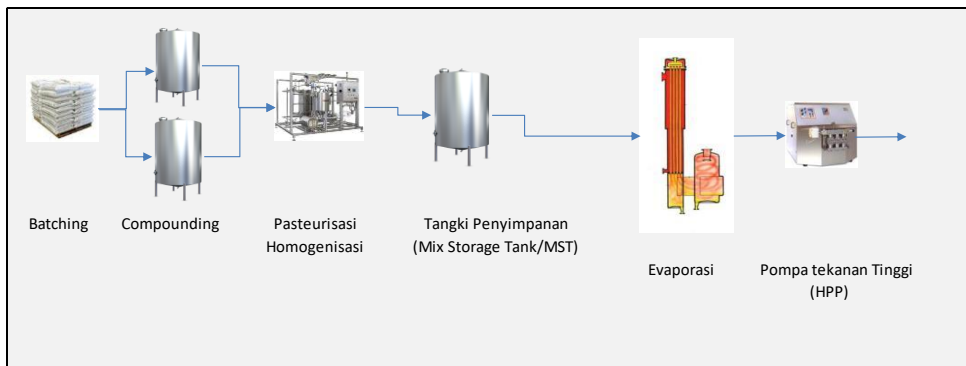 Batching
Compounding
Pasteurisasi
Homogenisasi
Tangki Penyimpanan
(Mix Storage Tank/MST)
Evaporasi
Pompa tekanan Tinggi
(HPP)